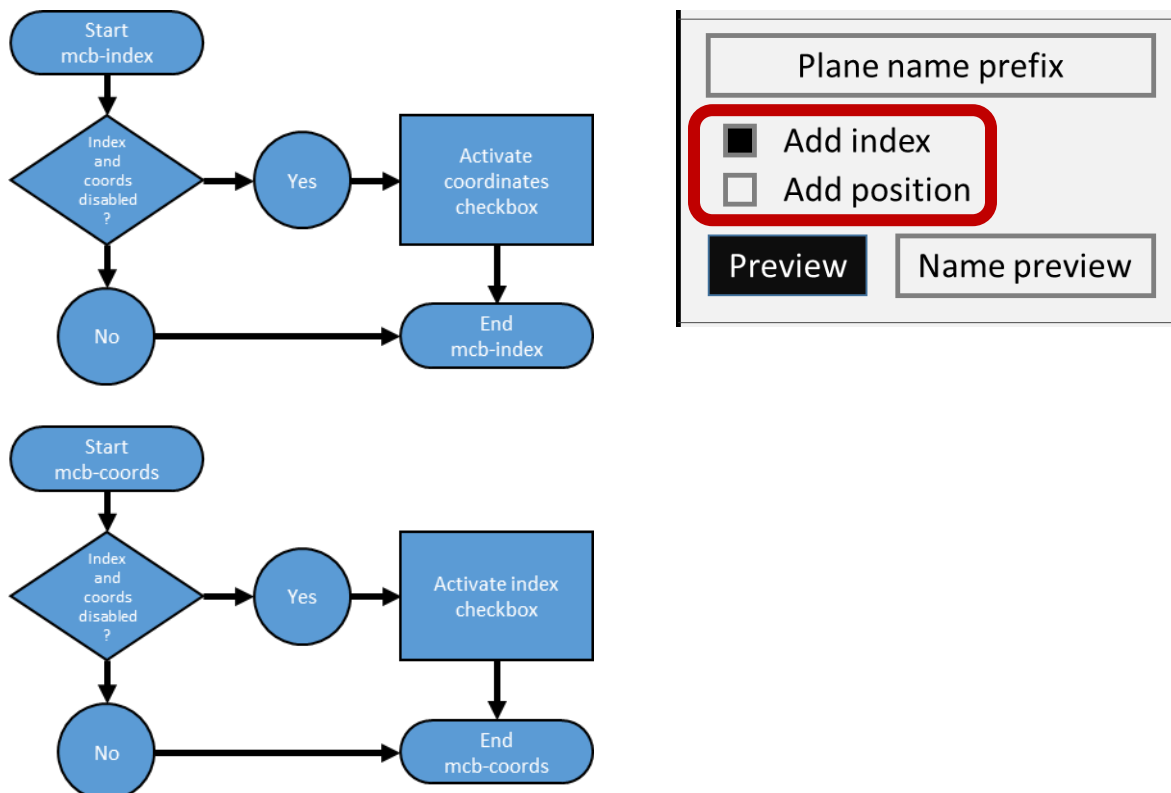 Start
mcb-index
Index
and
coords
disabled
?
Yes
Activate
coordinates
checkbox
No
End
mcb-index
Plane name prefix
Add index
Add position
Preview
Name preview
Start
mcb-coords
Index
and
coords
disabled
?
Yes
Activate index
checkbox
No
End
mcb-coords